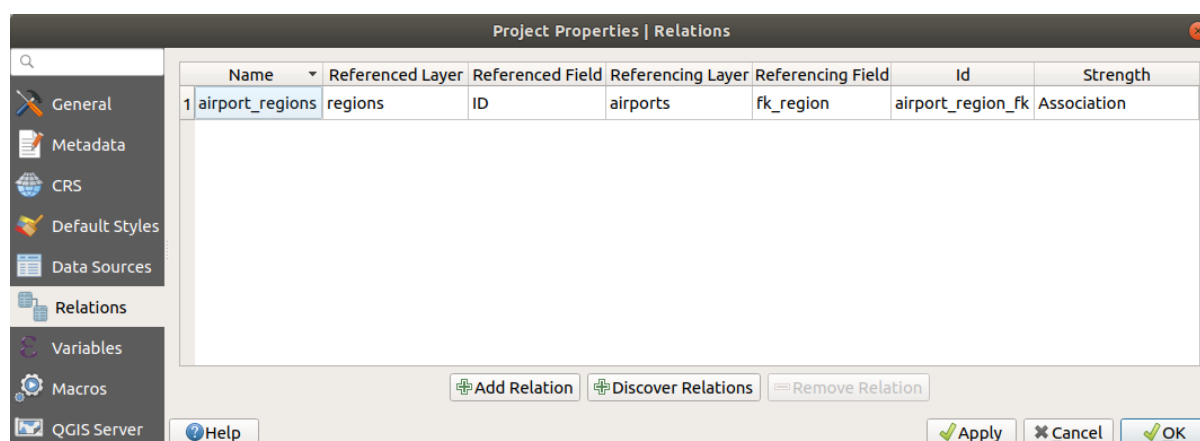 Project Properties | Relations
General
Metadata
CRS
Default Styles
Data Sources
Relations
Variables
Macros
QGIS Server
Name Referenced Layer Referenced Field Referencing Layer Referencing Field Id Strength
1 airport_regions regions ID airports fk_region airport_region_fk Association
Add Relation Discover Relations Remove Relation
Help Apply Cancel OK